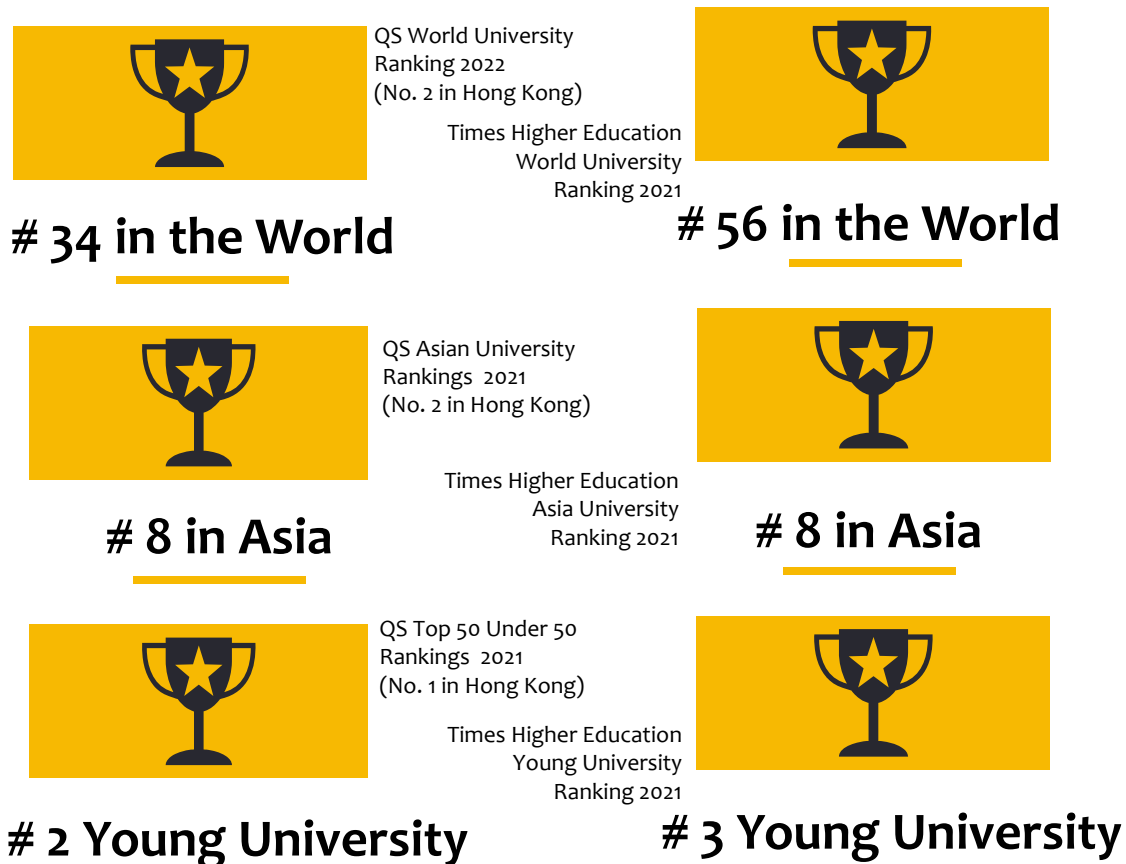 QS World University
Ranking 2022
(No. 2 in Hong Kong)
# 34 in the World
Times Higher Education
World University
Ranking 2021
# 56 in the World
QS Asian University
Rankings 2021
(No. 2 in Hong Kong)
# 8 in Asia
Times Higher Education
Asia University
Ranking 2021
# 8 in Asia
QS Top 50 Under 50
Rankings 2021
(No. 1 in Hong Kong)
# 2 Young University
Times Higher Education
Young University
Ranking 2021
# 3 Young University